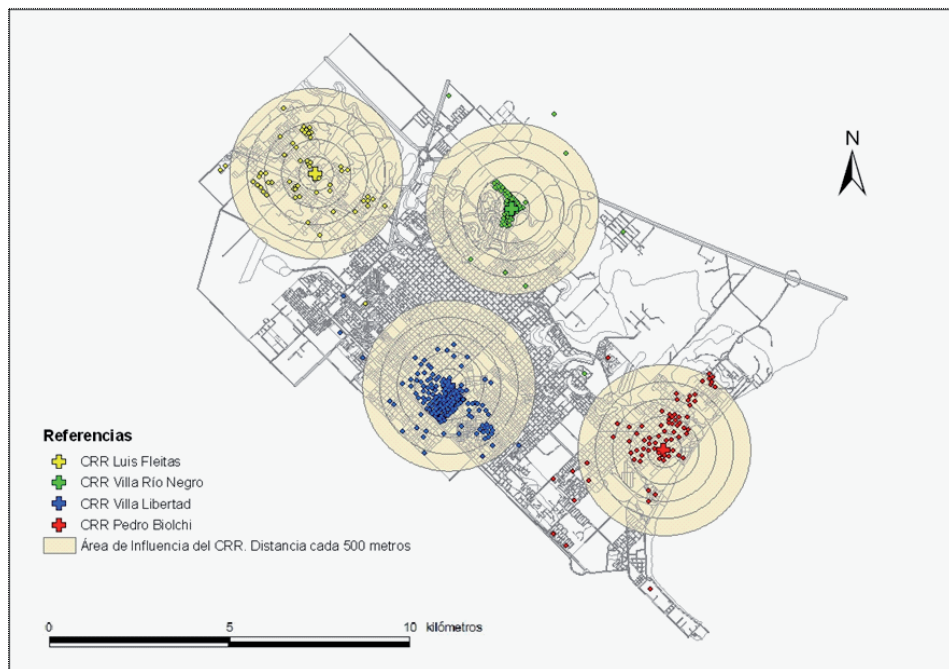 N
Referencias
CRR Luis Fleitas
CRR Villa Río Negro
CRR Villa Libertad
CRR Pedro Biolchi
Área de Influencia del CRR. Distancia cada 500 metros
0 5 10 kilómetros